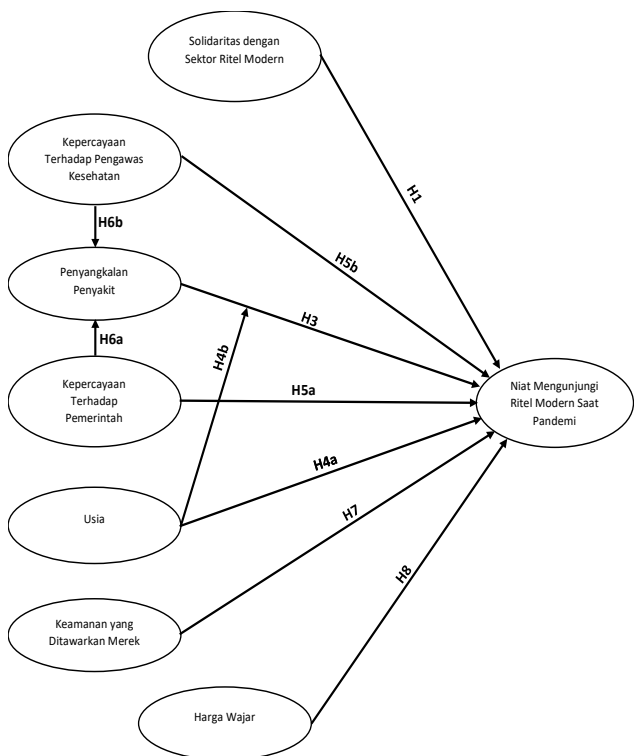 Solidaritas dengan
Sektor Ritel Modern
Kepercayaan
Terhadap Pengawas
Kesehatan
H1
H6b
H5b
Penyangkalan
Penyakit
H3
H6a
H4b
Kepercayaan
Terhadap
Pemerintah
H5a
Niat Mengunjungi
Ritel Modern Saat
Pandemi
H4a
Usia
H7
H8
Keamanan yang
Ditawarkan Merek
Harga Wajar